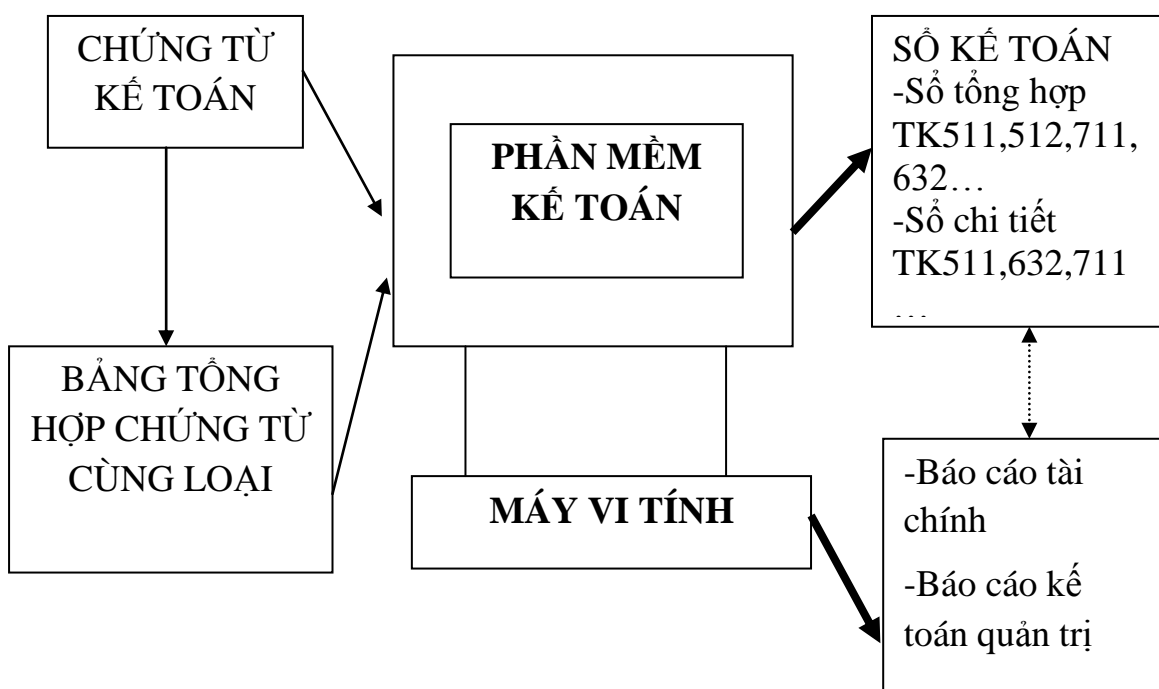 CHỨNG TỪ
KẾ TOÁN
BẢNG TỔNG
HỢP CHỨNG TỪ
CÙNG LOẠI
PHẦN MỀM
KẾ TOÁN
MÁY VI TÍNH
SỔ KẾ TOÁN
-Sổ tổng hợp
TK511,512,711,
632…
-Sổ chi tiết
TK511,632,711
…
-Báo cáo tài
chính
-Báo cáo kế
toán quản trị